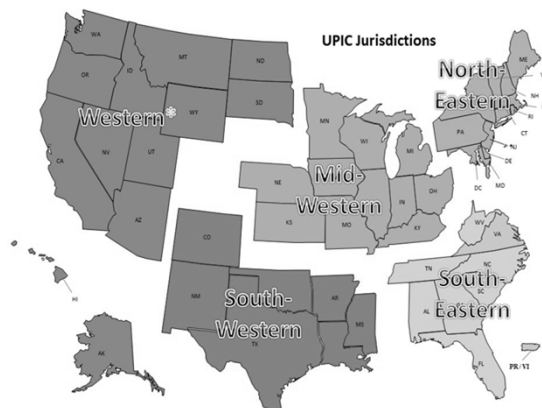 UPIC Jurisdictions
WA
MT
ND
ME
OR
ID
North-
Eastern
NH
Western*
WY
SD
MN
WI
MI
RI
CT
PA
NJ
DE
DC
MD
CA
NV
UT
NE
Mid-
Western
IN
OH
KS
MO
KY
WV
VA
AZ
CO
TN
NC
SC
South-
Eastern
HI
NM
South-
Western
AR
MS
AL
TX
AK
FL
PR/VI